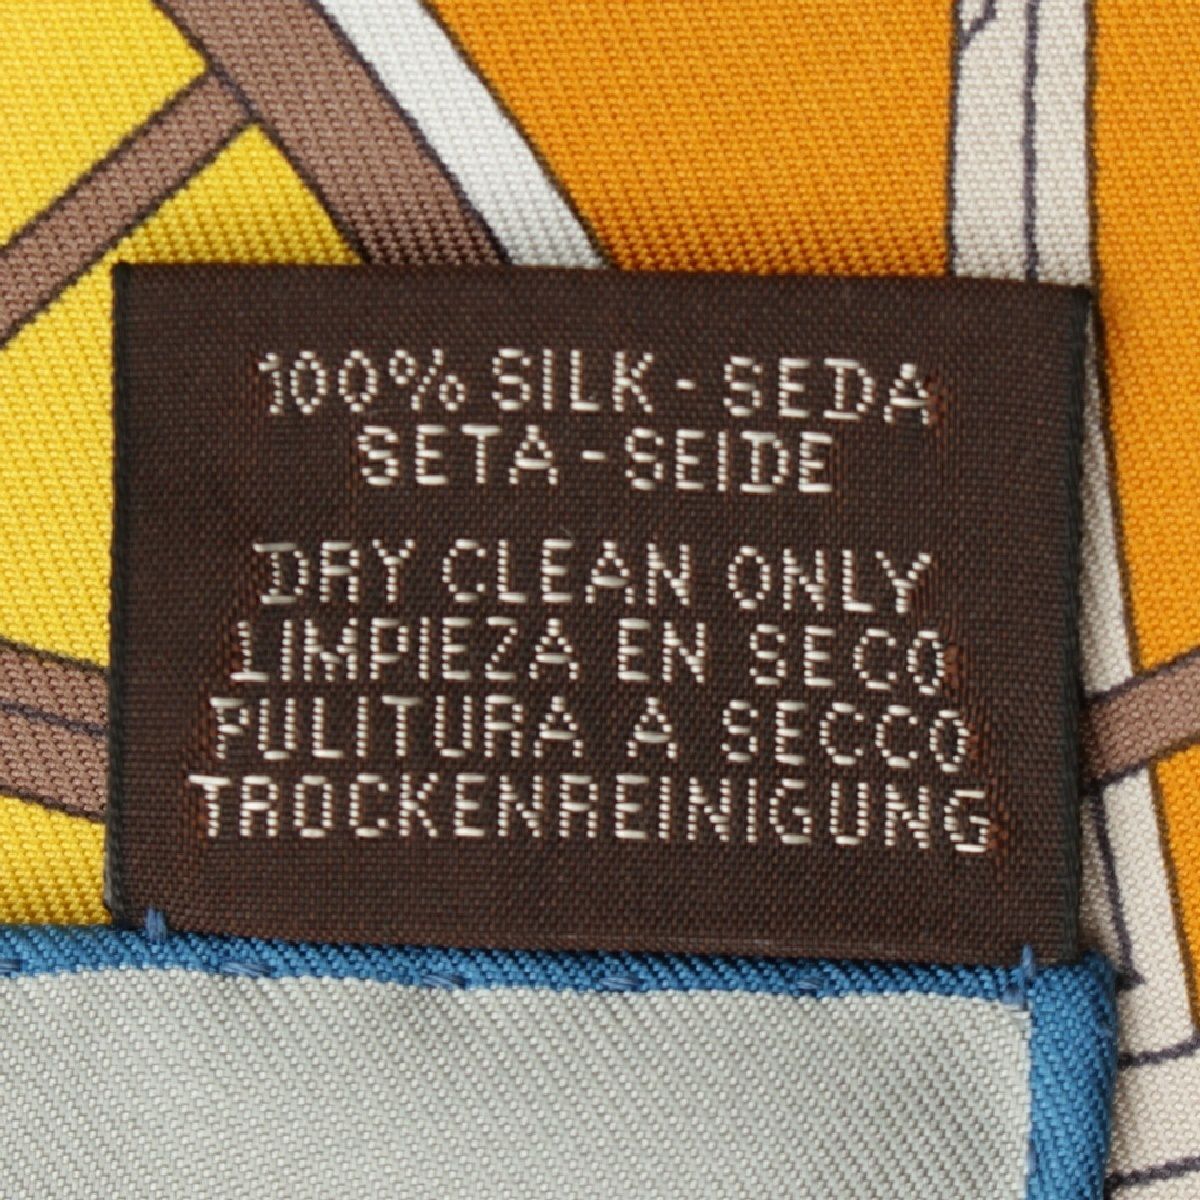 100% SILK - SEDA
SETA - SEIDE
DRY CLEAN ONLY
LIMPIEZA EN SECO
PULITURA A SECCO
TROCKENREINIGUNG